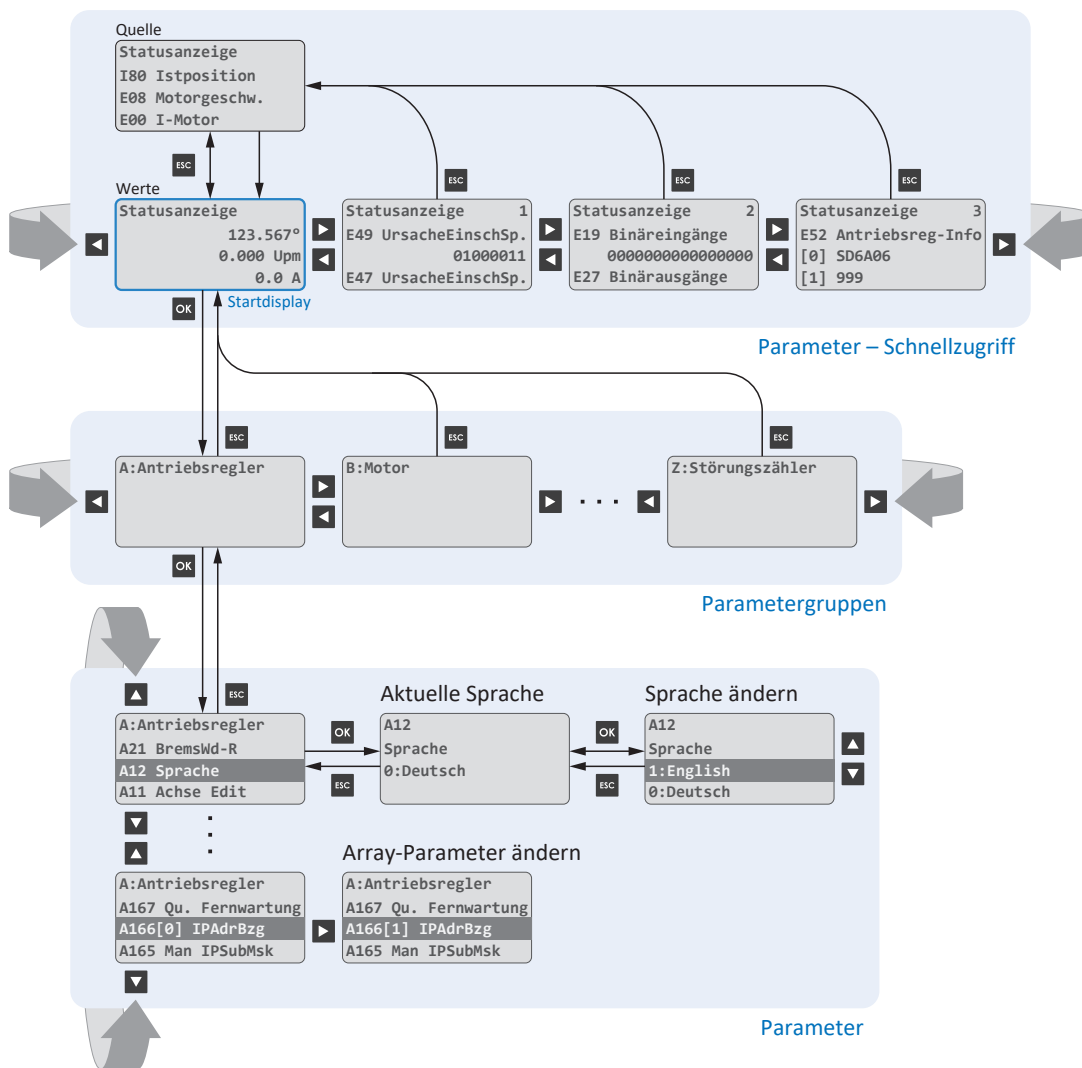 Quelle
Statusanzeige
I80 Istposition
E08 Motorgeschw.
E00 I-Motor
ESC
ESC
ESC
ESC
Werte
Statusanzeige
123.567°
0.000 Upm
0.0 A
Startdisplay
Statusanzeige 1
E49 UrsacheEinschSp.
01000011
E47 UrsacheEinschSp.
Statusanzeige 2
E19 Binäreingänge
0000000000000000
E27 Binärausgänge
Statusanzeige 3
E52 Antriebsreg-Info
[0] SD6A06
[1] 999
OK
Parameter – Schnellzugriff
ESC
ESC
ESC
A:Antriebsregler
B:Motor
. . .
Z:Störungszähler
OK
Parametergruppen
ESC
A:Antriebsregler
A21 BremsWd-R
A12 Sprache
A11 Achse Edit
OK
ESC
Aktuelle Sprache
A12
Sprache
0:Deutsch
OK
ESC
Sprache ändern
A12
Sprache
1:English
0:Deutsch
A:Antriebsregler
A167 Qu. Fernwartung
A166[0] IPAdrBzg
A165 Man IPSubMsk
Array-Parameter ändern
A:Antriebsregler
A167 Qu. Fernwartung
A166[1] IPAdrBzg
A165 Man IPSubMsk
Parameter